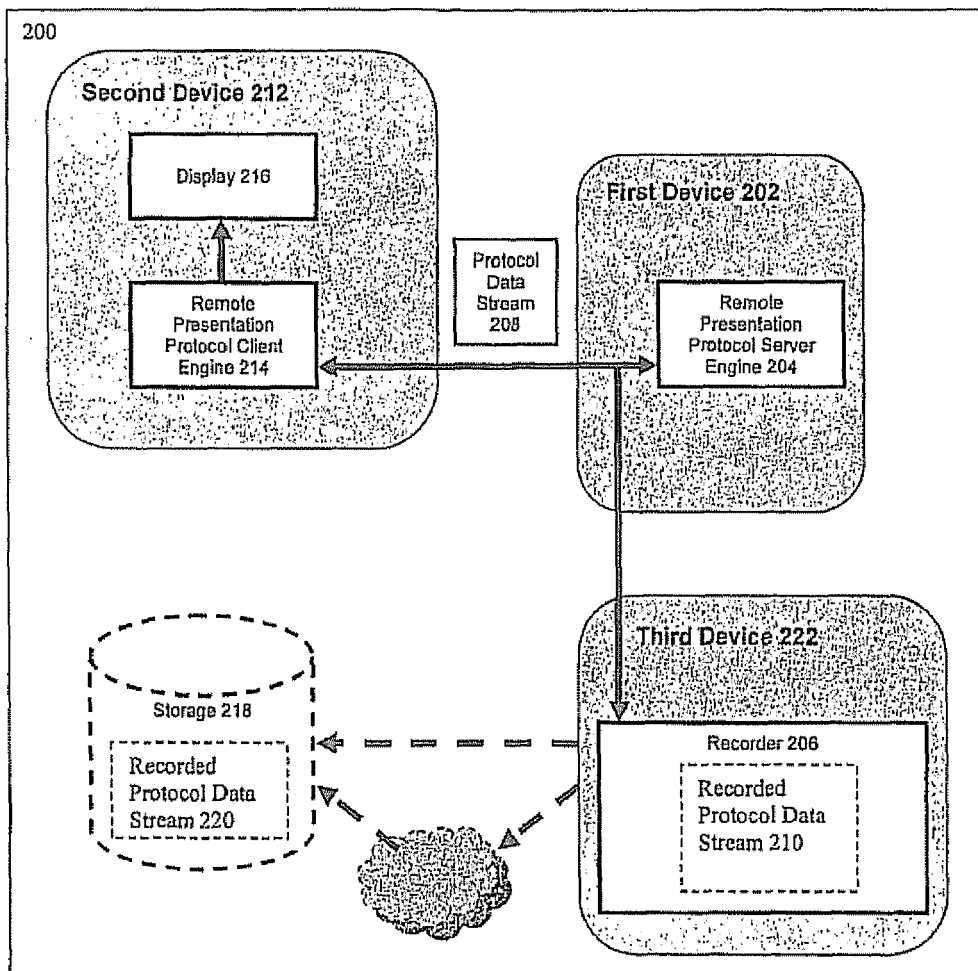 200
Second Device 212
Display 216
Remote
Presentation
Protocol Client
Engine 214
Protocol
Data
Stream
208
First Device 202
Remote
Presentation
Protocol Server
Engine 204
Storage 218
Recorded
Protocol Data
Stream 220
Third Device 222
Recorder 206
Recorded
Protocol Data
Stream 210